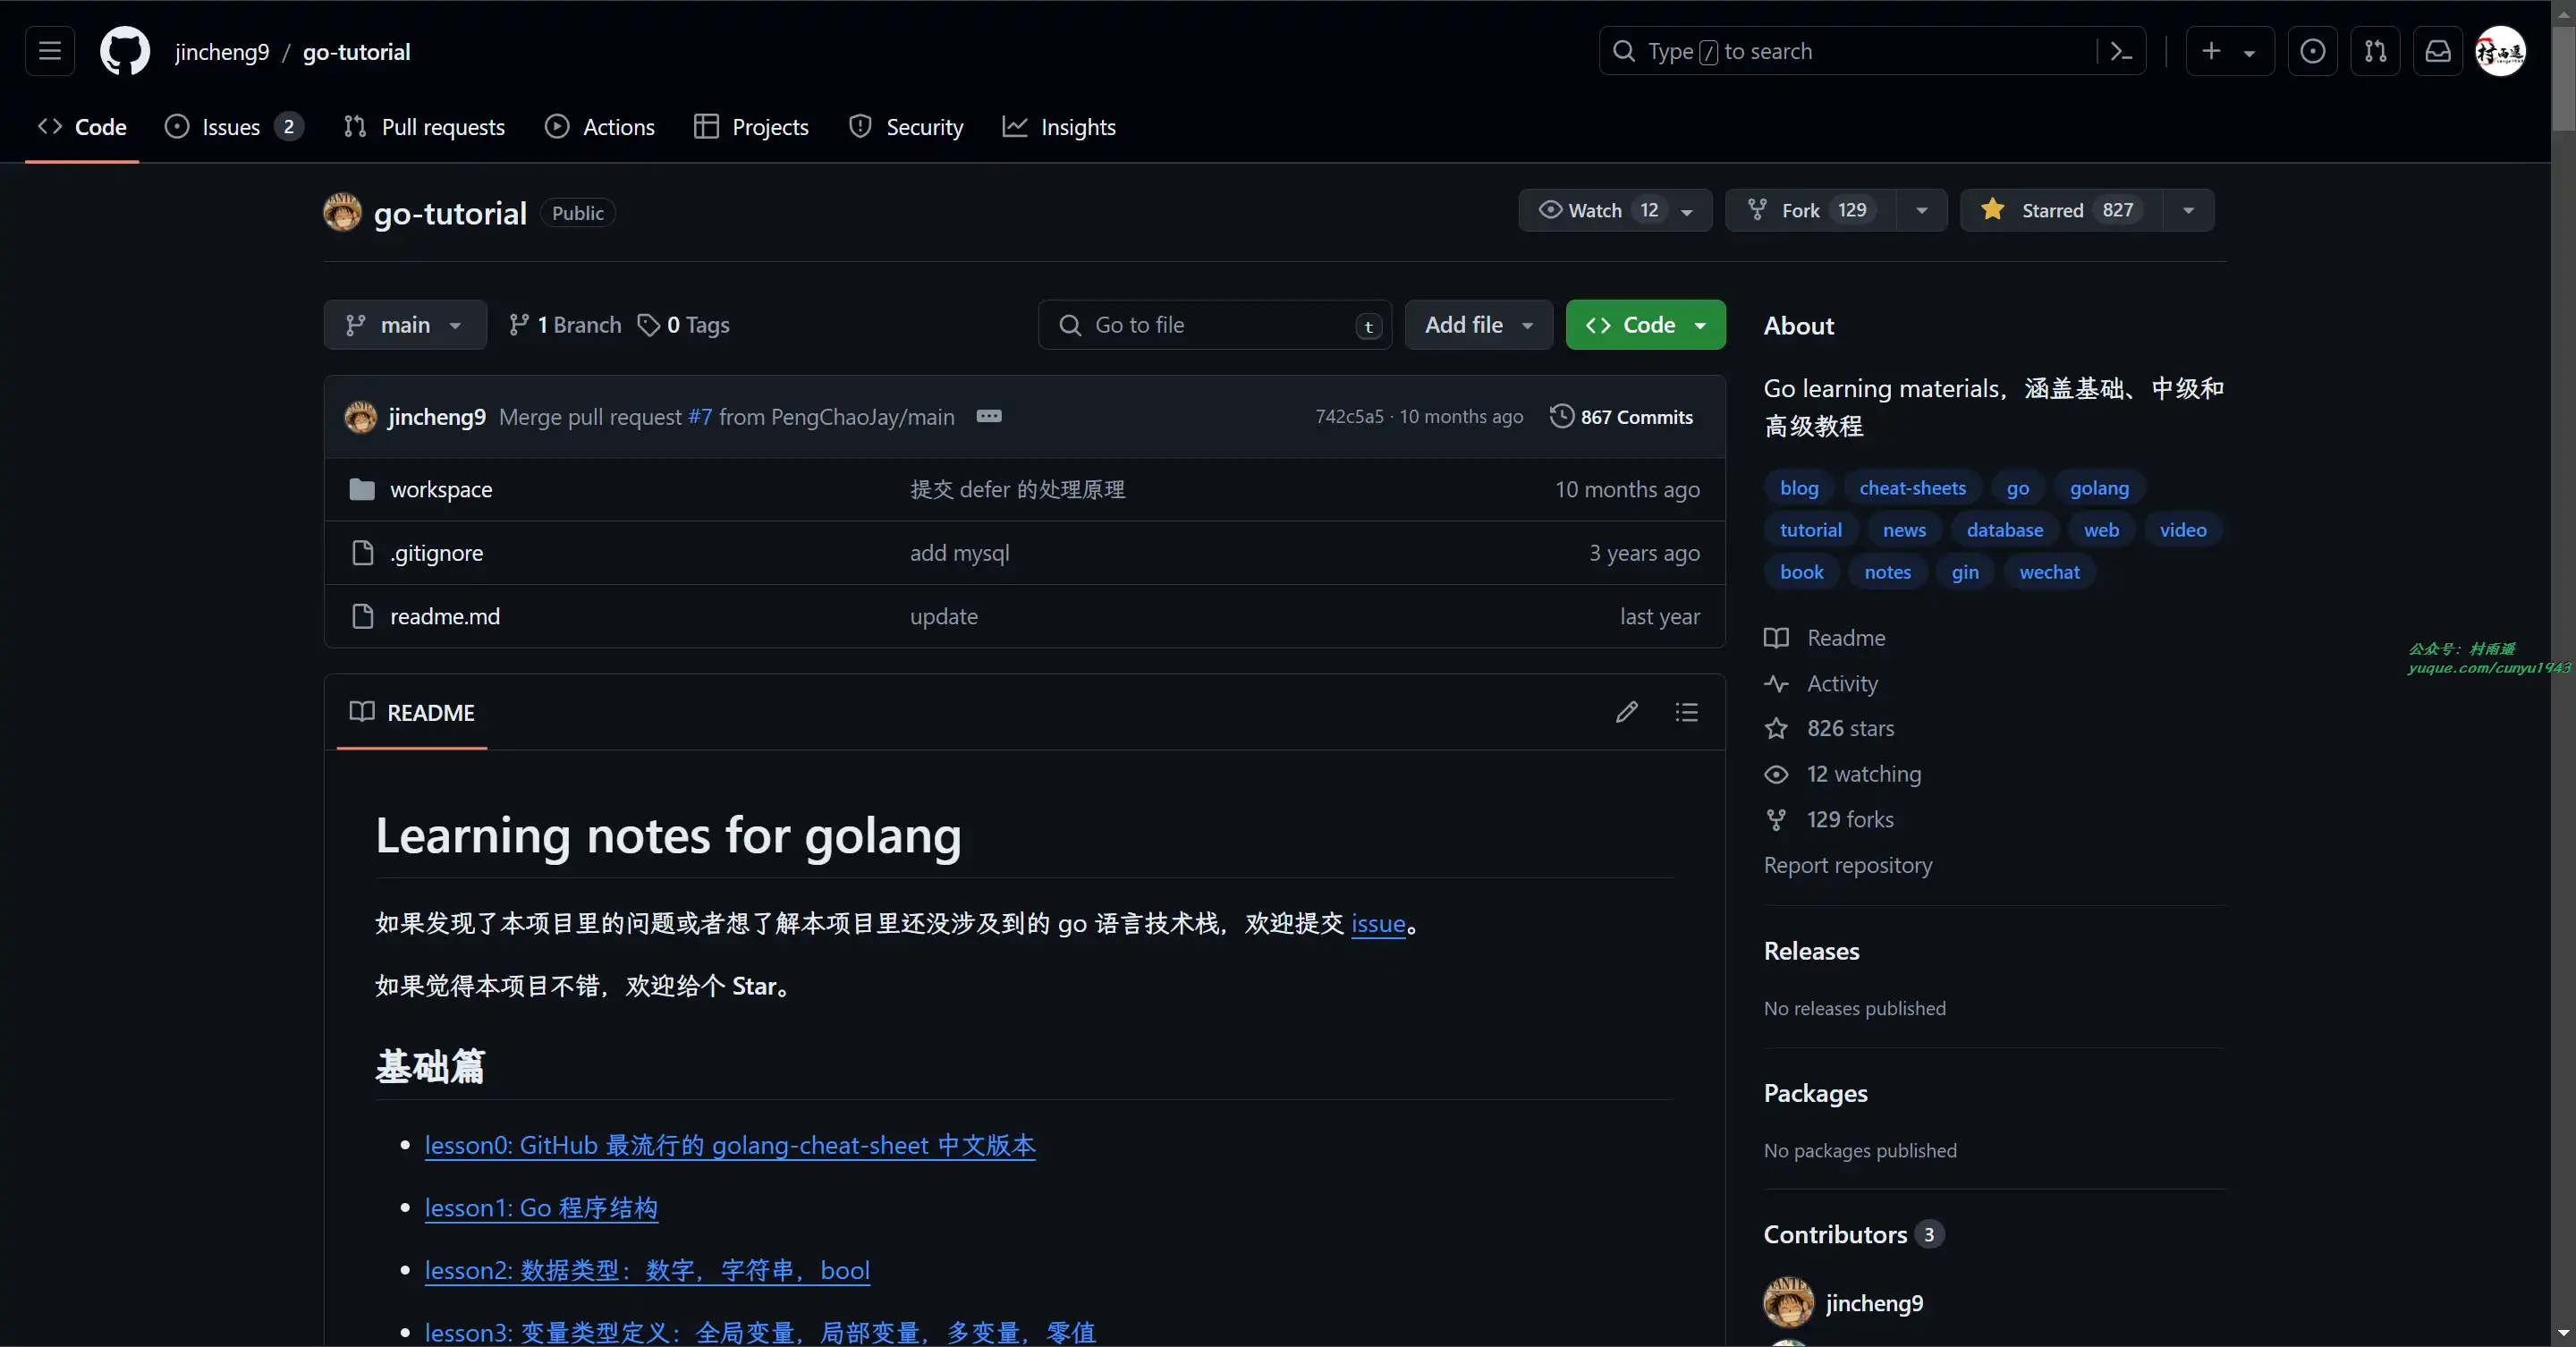 jincheng9 / go-tutorial
Type / to search
Code
Issues 2
Pull requests
Actions
Projects
Security
Insights
go-tutorial Public
Watch 12
Fork 129
Starred 827
main
1 Branch
0 Tags
Go to file t
Add file
Code
jincheng9 Merge pull request #7 from PengChaoJay/main
742c5a5 · 10 months ago
867 Commits
workspace 提交 defer 的处理原理 10 months ago
.gitignore add mysql 3 years ago
readme.md update last year
README
Learning notes for golang
如果发现了本项目里的问题或者想了解本项目里还没涉及到的 go 语言技术栈，欢迎提交 issue。
如果觉得本项目不错，欢迎给个 Star。
基础篇
lesson0: GitHub 最流行的 golang-cheat-sheet 中文版本
lesson1: Go 程序结构
lesson2: 数据类型：数字，字符串，bool
lesson3: 变量类型定义：全局变量，局部变量，多变量，零值
About
Go learning materials，涵盖基础、中级和
高级教程
blog cheat-sheets go golang
tutorial news database web video
book notes gin wechat
Readme
Activity
826 stars
12 watching
129 forks
Report repository
Releases
No releases published
Packages
No packages published
Contributors 3
jincheng9
公众号：村雨遥
yuque.com/cunyu1943